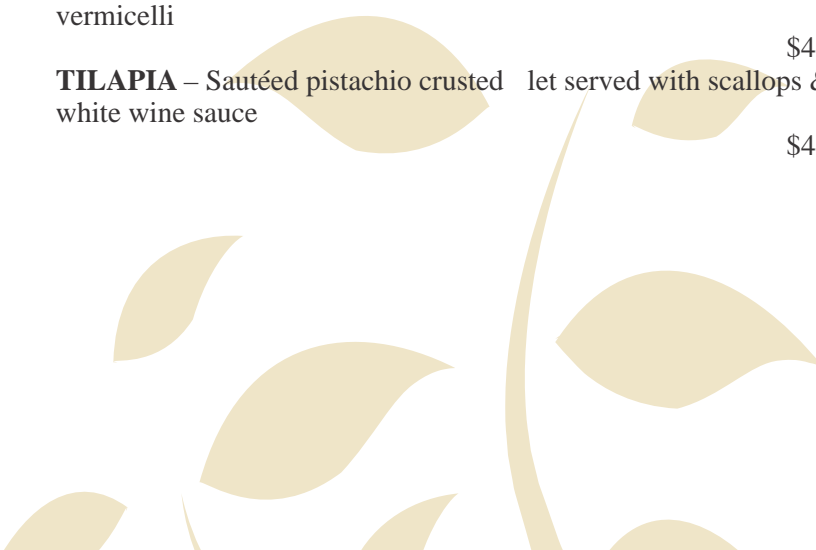 vermicelli
$4
TILAPIA – Sautéed pistachio crusted let served with scallops &
white wine sauce
$4